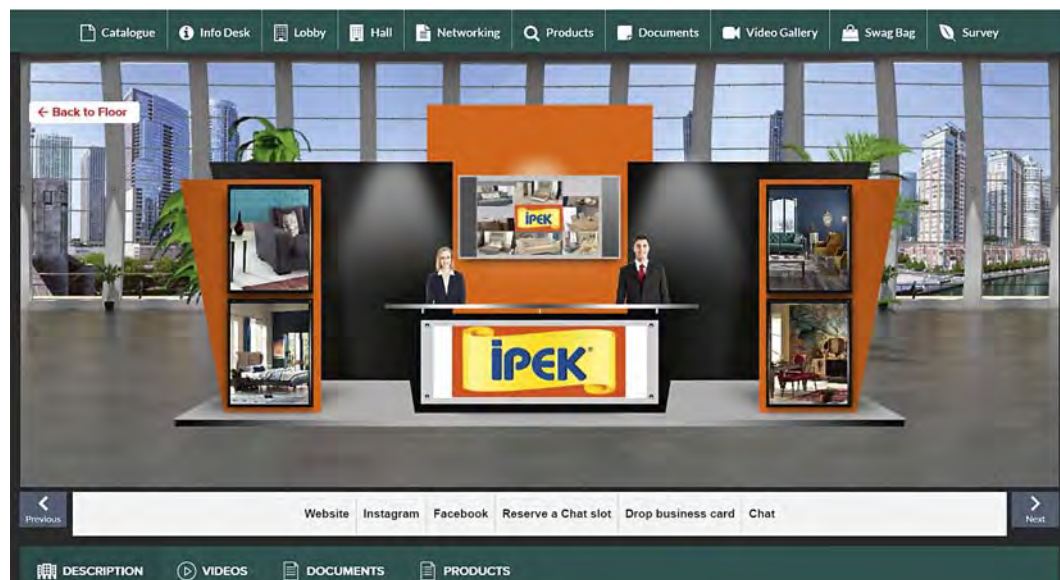 Catalogue Info Desk Lobby Hall Networking Products Documents Video Gallery Swag Bag Survey
← Back to Floor
İPEK
İPEK®
Previous
Website Instagram Facebook Reserve a Chat slot Drop business card Chat
Next
DESCRIPTION VIDEOS DOCUMENTS PRODUCTS